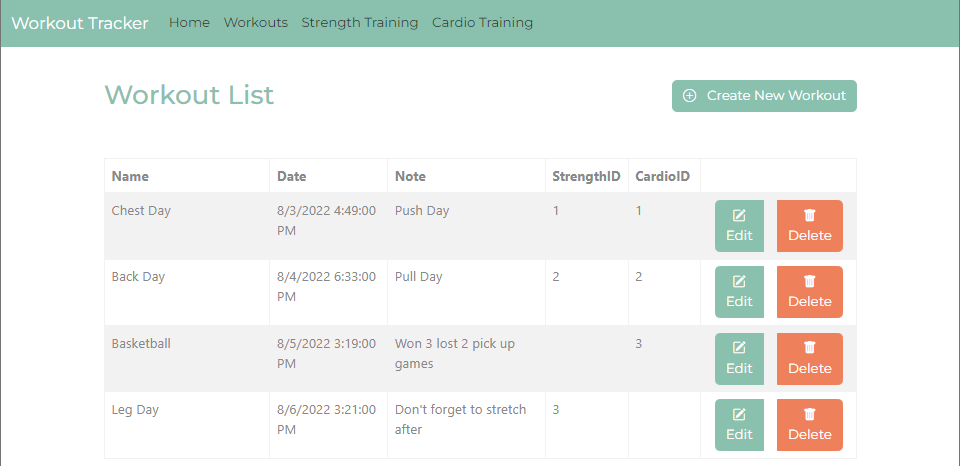 Workout Tracker Home Workouts Strength Training Cardio Training
Workout List
Create New Workout
Name Date Note StrengthID CardioID
Chest Day 8/3/2022 4:49:00 Push Day 1 1
PM
Edit Delete
Back Day 8/4/2022 6:33:00 Pull Day 2 2
PM
Edit Delete
Basketball 8/5/2022 3:19:00 Won 3 lost 2 pick up 3
PM games
Edit Delete
Leg Day 8/6/2022 3:21:00 Don't forget to stretch 3
PM after
Edit Delete